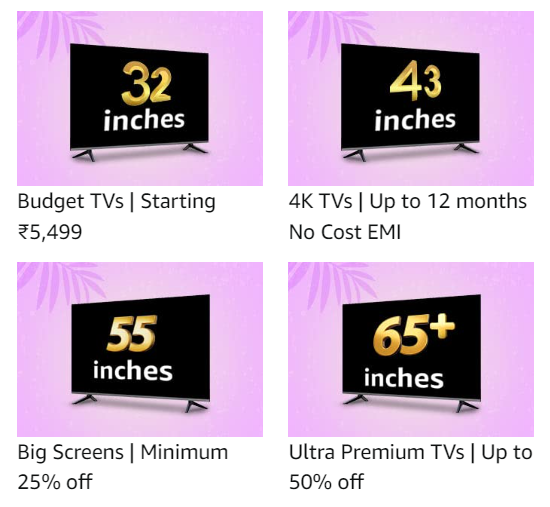 32
inches
Budget TVs | Starting
₹5,499
43
inches
4K TVs | Up to 12 months
No Cost EMI
55
inches
Big Screens | Minimum
25% off
65+
inches
Ultra Premium TVs | Up to
50% off